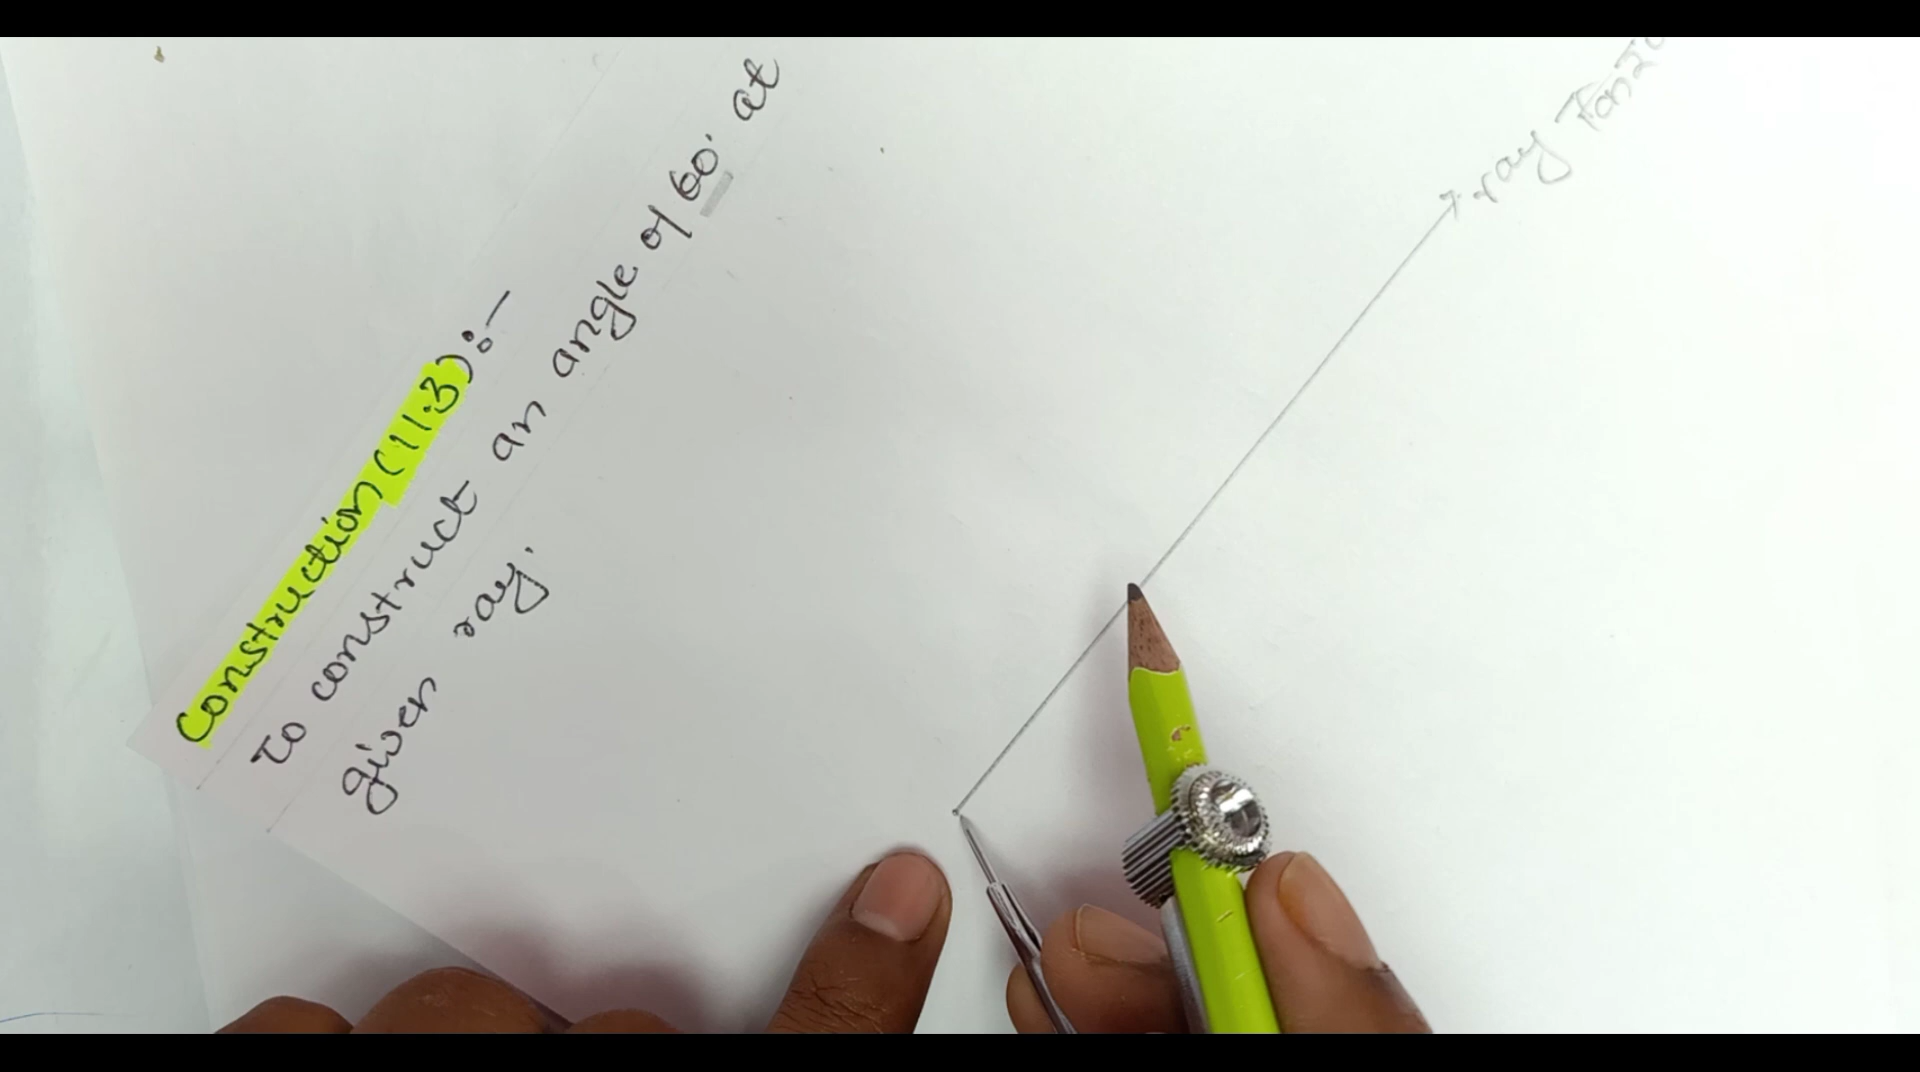 Construction (11.3):-
To construct an angle of 60° at
given ray.
ray